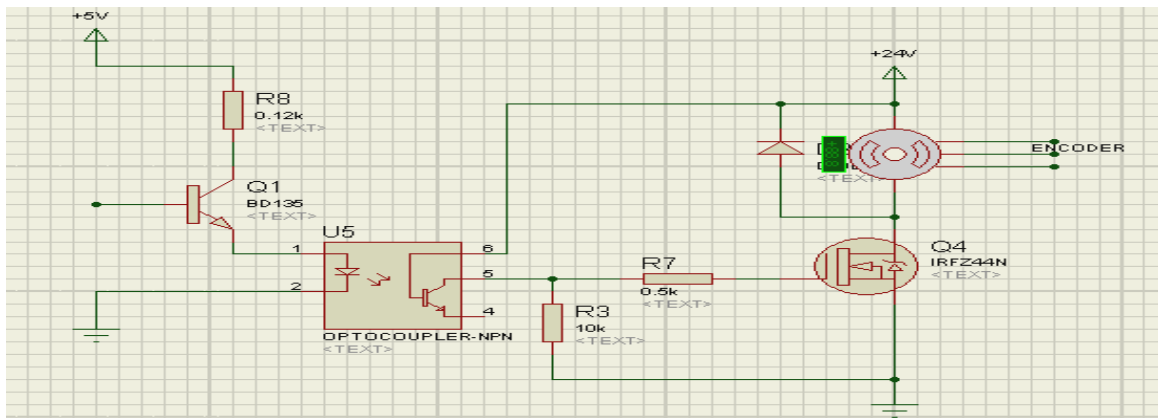 +5V
R8
0.12k
<TEXT>
Q1
BD135
<TEXT>
U5
1
2
6
5
4
OPTOCOUPLER-NPN
<TEXT>
R3
10k
<TEXT>
R7
0.5k
<TEXT>
+24V
<TEXT>
ENCODER
Q4
IRFZ44N
<TEXT>